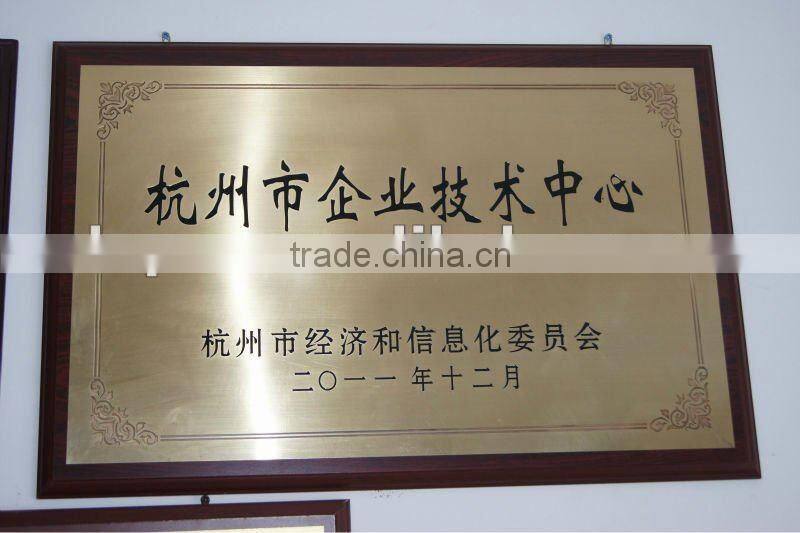 杭州市企业技术中心
trade.china.cn
杭州市经济和信息化委员会
二〇一一年十二月